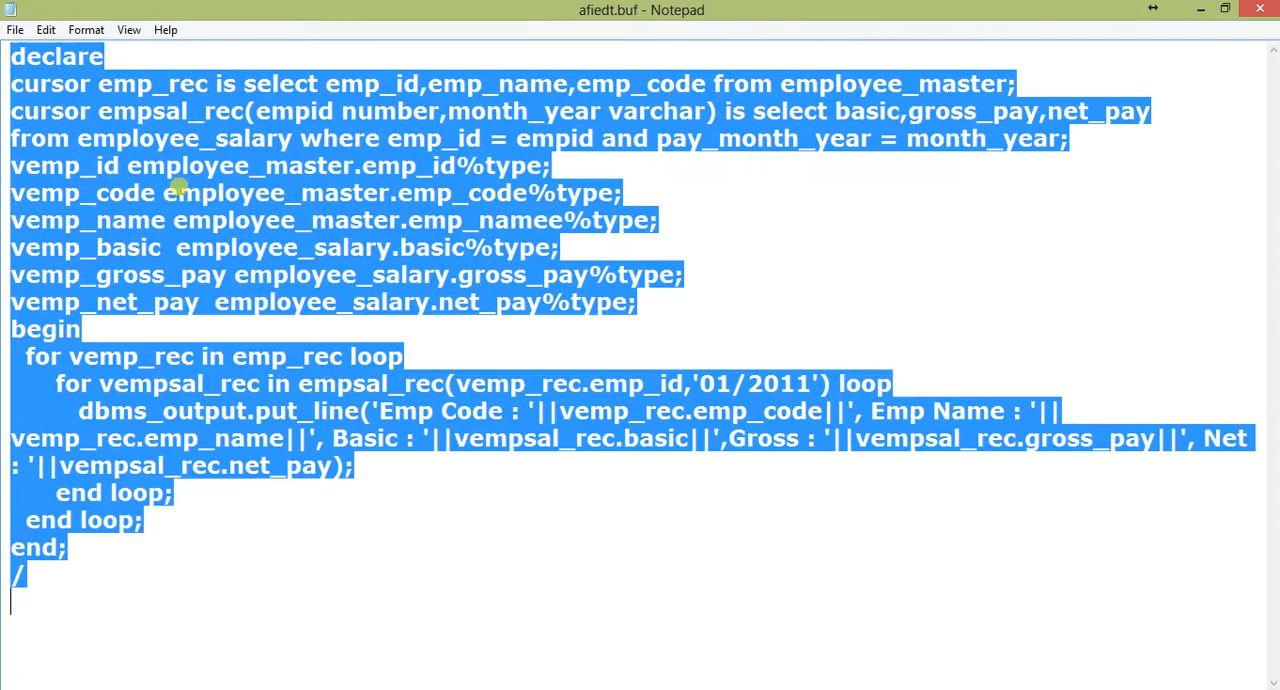 afiedt.buf - Notepad
File Edit Format View Help
declare
cursor emp_rec is select emp_id,emp_name,emp_code from employee_master;
cursor empsal_rec(empid number,month_year varchar) is select basic,gross_pay,net_pay
from employee_salary where emp_id = empid and pay_month_year = month_year;
vemp_id employee_master.emp_id%type;
vemp_code employee_master.emp_code%type;
vemp_name employee_master.emp_namee%type;
vemp_basic  employee_salary.basic%type;
vemp_gross_pay employee_salary.gross_pay%type;
vemp_net_pay  employee_salary.net_pay%type;
begin
  for vemp_rec in emp_rec loop
      for vempsal_rec in empsal_rec(vemp_rec.emp_id,'01/2011') loop
         dbms_output.put_line('Emp Code : '||vemp_rec.emp_code||', Emp Name : '||
vemp_rec.emp_name||', Basic : '||vempsal_rec.basic||',Gross : '||vempsal_rec.gross_pay||', Net
: '||vempsal_rec.net_pay);
      end loop;
  end loop;
end;
/